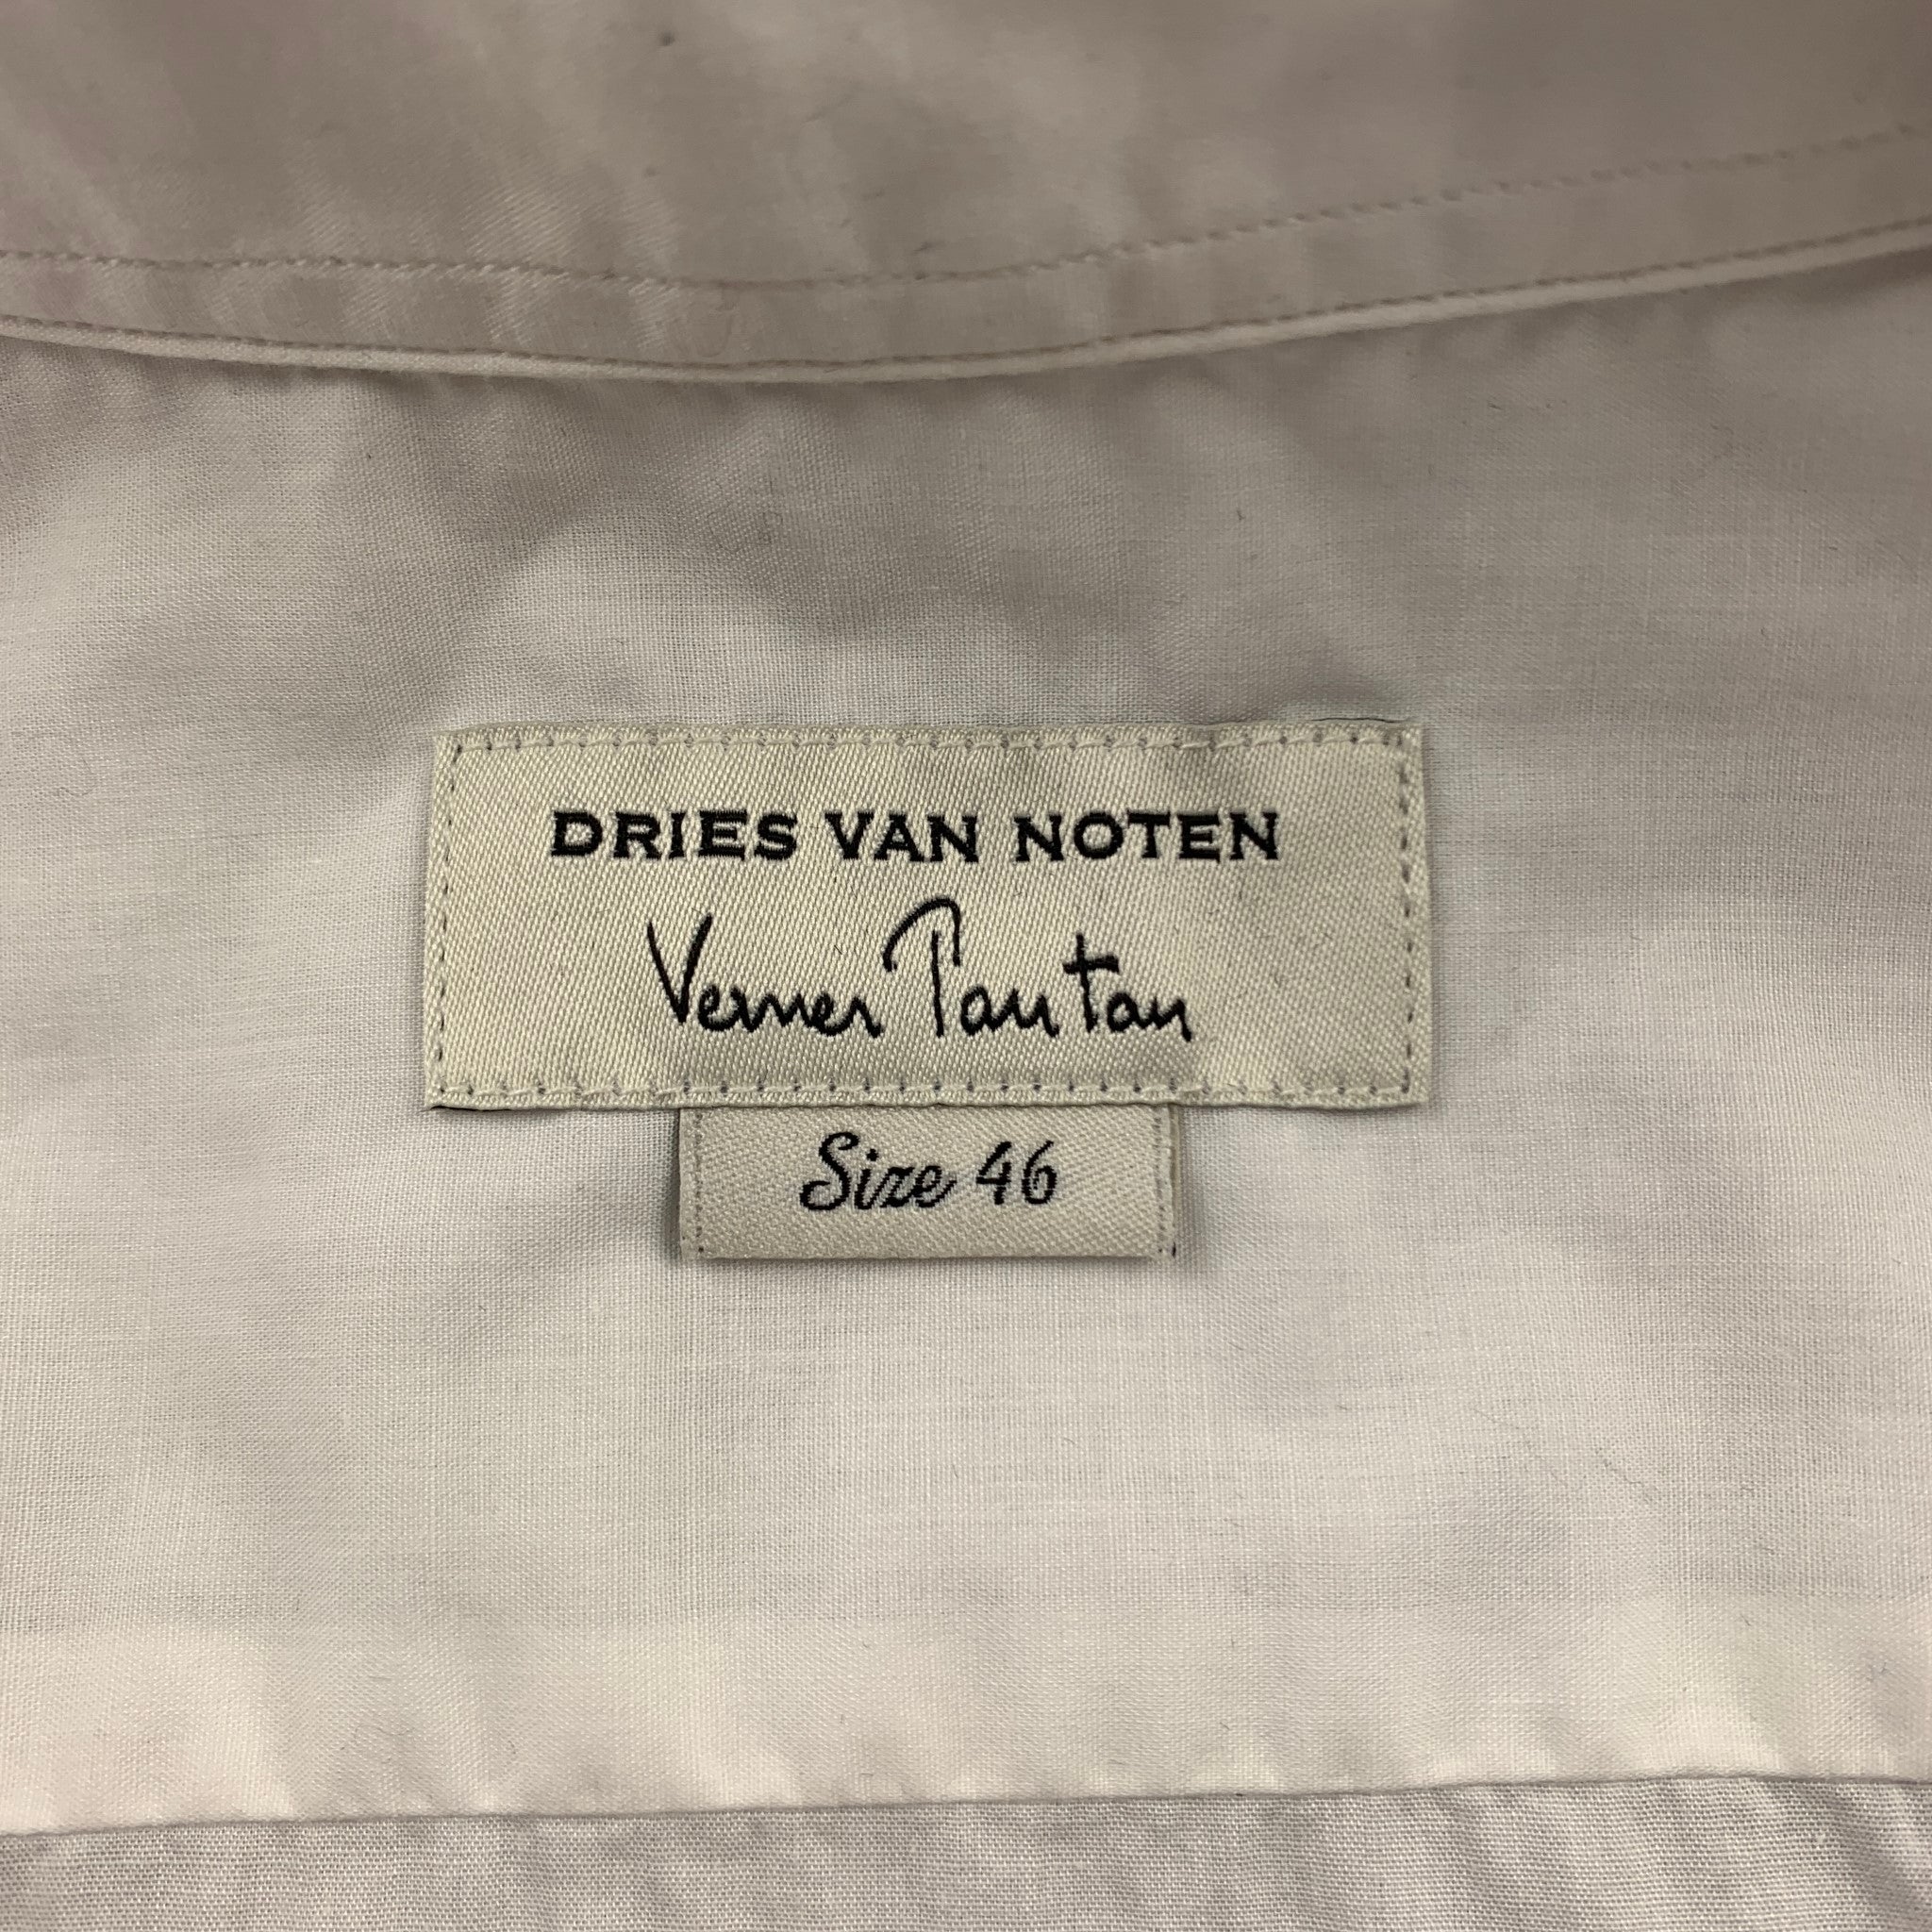 DRIES VAN NOTEN
Verner Panton
Size 46